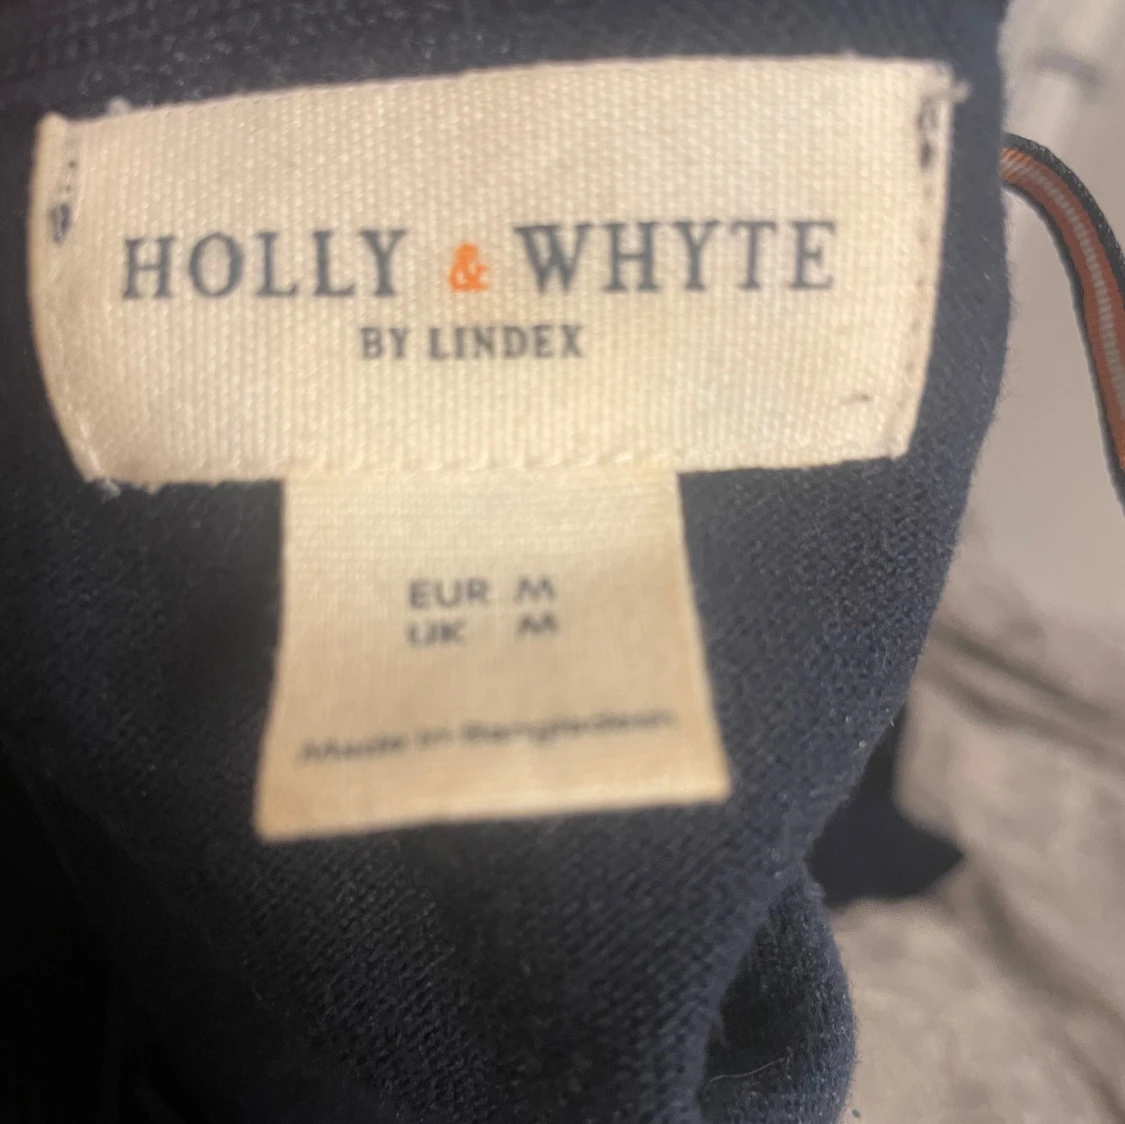 HOLLY & WHYTE
BY LINDEX
EUR M
UK M
Made in Bangladesh